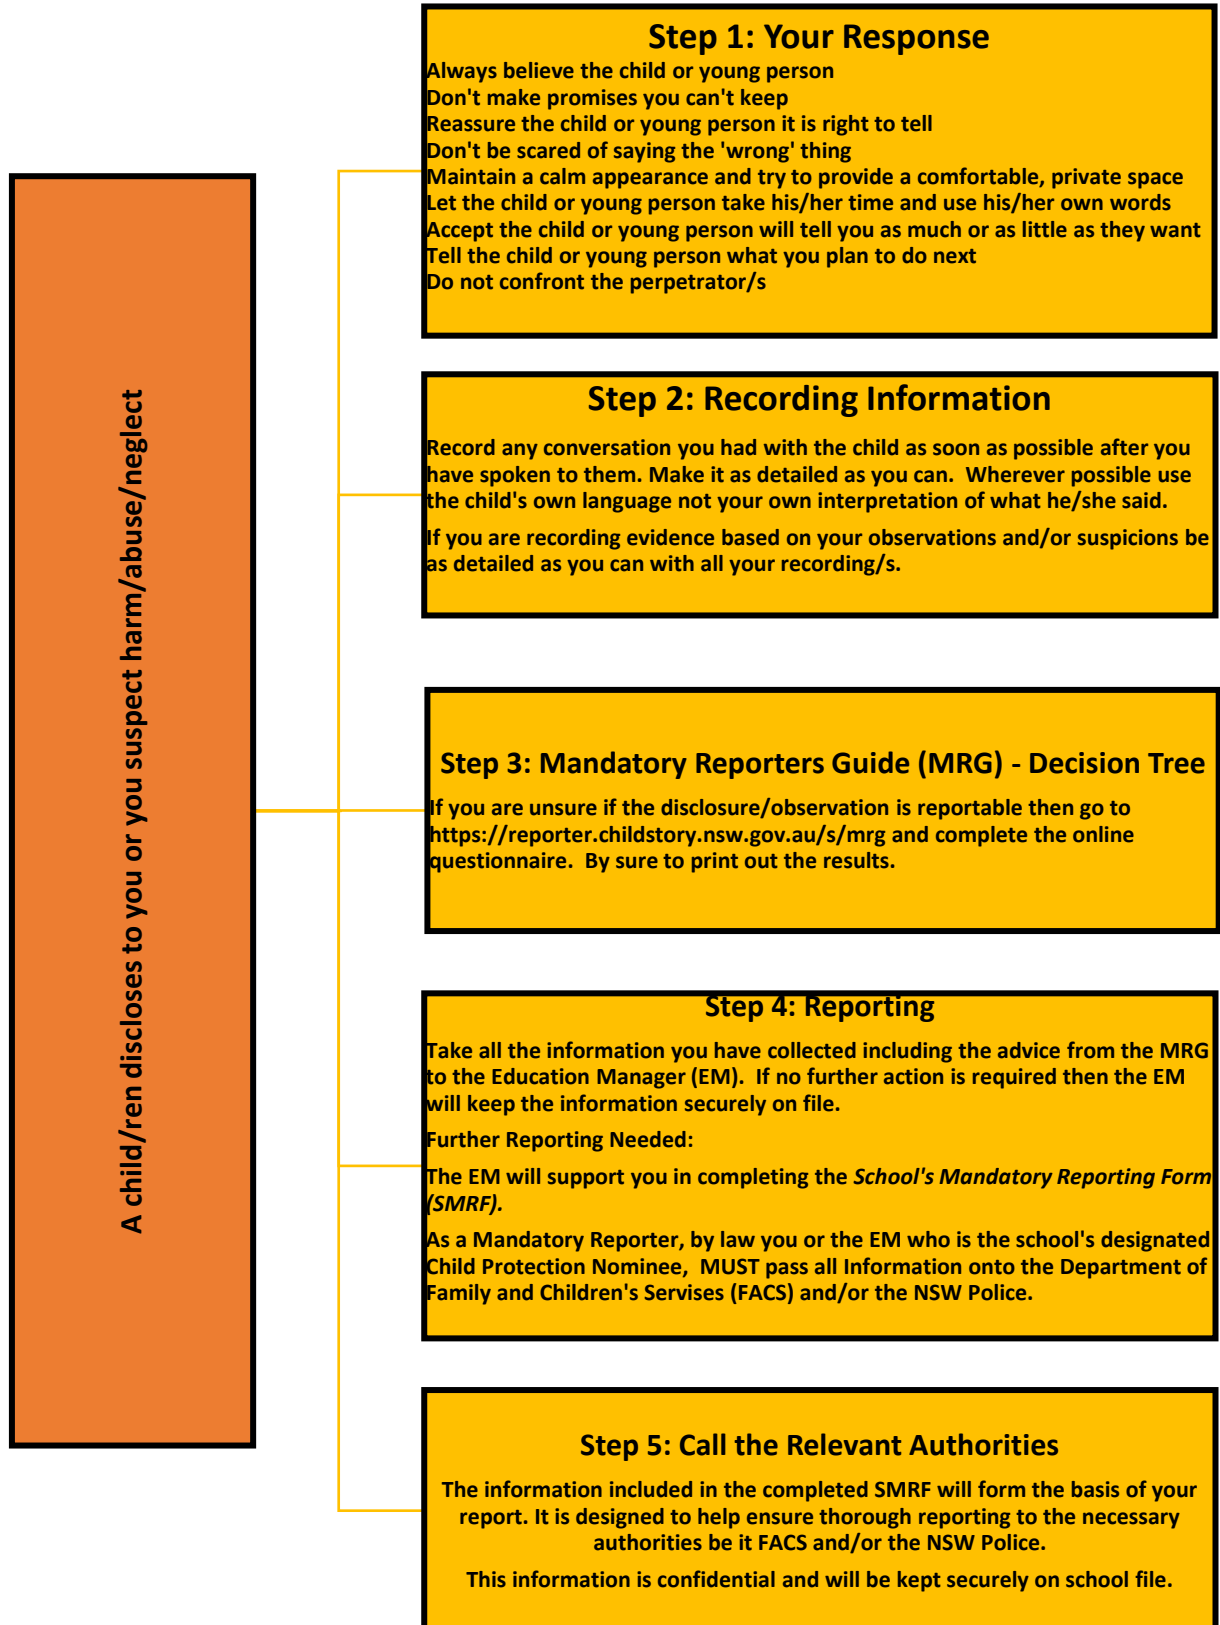 A child/ren discloses to you or you suspect harm/abuse/neglect
Step 1: Your Response
Always believe the child or young person
Don't make promises you can't keep
Reassure the child or young person it is right to tell
Don't be scared of saying the 'wrong' thing
Maintain a calm appearance and try to provide a comfortable, private space
Let the child or young person take his/her time and use his/her own words
Accept the child or young person will tell you as much or as little as they want
Tell the child or young person what you plan to do next
Do not confront the perpetrator/s
Step 2: Recording Information
Record any conversation you had with the child as soon as possible after you
have spoken to them. Make it as detailed as you can.  Wherever possible use
the child's own language not your own interpretation of what he/she said.
If you are recording evidence based on your observations and/or suspicions be
as detailed as you can with all your recording/s.
Step 3: Mandatory Reporters Guide (MRG) - Decision Tree
If you are unsure if the disclosure/observation is reportable then go to
https://reporter.childstory.nsw.gov.au/s/mrg and complete the online
questionnaire.  By sure to print out the results.
Step 4: Reporting
Take all the information you have collected including the advice from the MRG
to the Education Manager (EM).  If no further action is required then the EM
will keep the information securely on file.
Further Reporting Needed:
The EM will support you in completing the School's Mandatory Reporting Form
(SMRF).
As a Mandatory Reporter, by law you or the EM who is the school's designated
Child Protection Nominee,  MUST pass all Information onto the Department of
Family and Children's Servises (FACS) and/or the NSW Police.
Step 5: Call the Relevant Authorities
The information included in the completed SMRF will form the basis of your
report. It is designed to help ensure thorough reporting to the necessary
authorities be it FACS and/or the NSW Police.
This information is confidential and will be kept securely on school file.